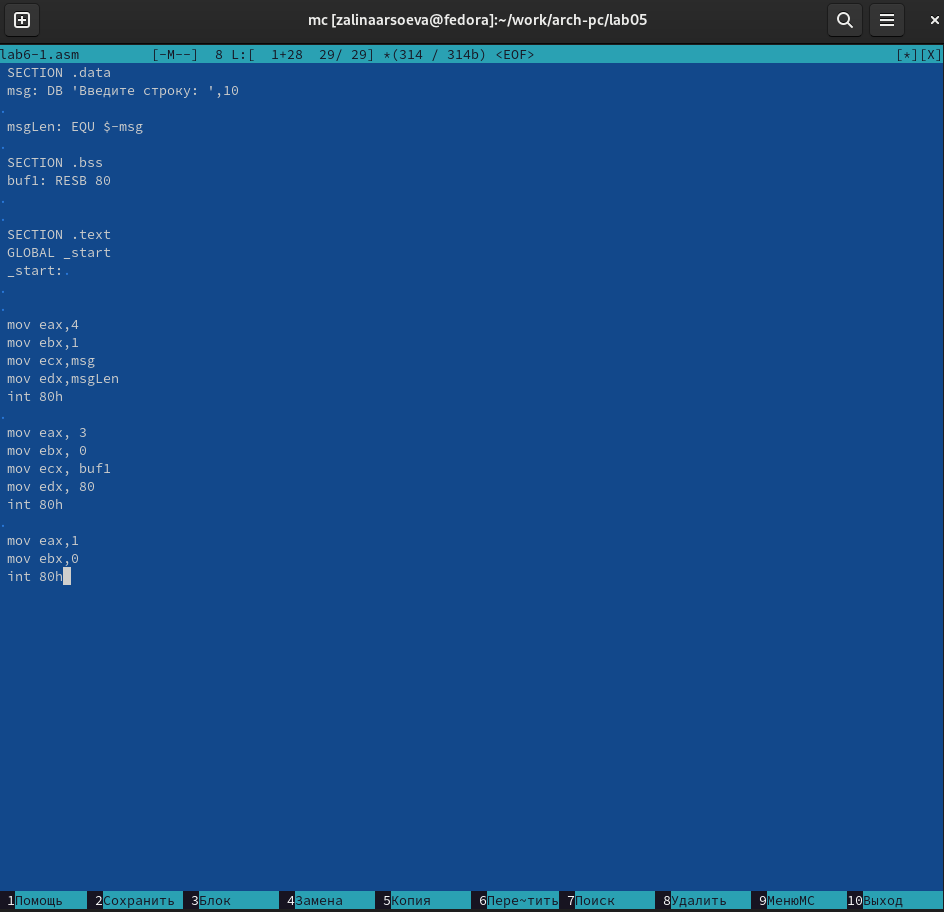 mc [zalinaarsoeva@fedora]:~/work/arch-pc/lab05
lab6-1.asm [-M--] 8 L:[ 1+28 29/ 29] *(314 / 314b) <EOF> [*][X]
SECTION .data
msg: DB 'Введите строку: ',10
msgLen: EQU $-msg
SECTION .bss
buf1: RESB 80
SECTION .text
GLOBAL _start
_start:
mov eax,4
mov ebx,1
mov ecx,msg
mov edx,msgLen
int 80h
mov eax, 3
mov ebx, 0
mov ecx, buf1
mov edx, 80
int 80h
mov eax,1
mov ebx,0
int 80h
1Помощь 2Сохранить 3Блок 4Замена 5Копия 6Пере~тить 7Поиск 8Удалить 9МенюМС 10Выход